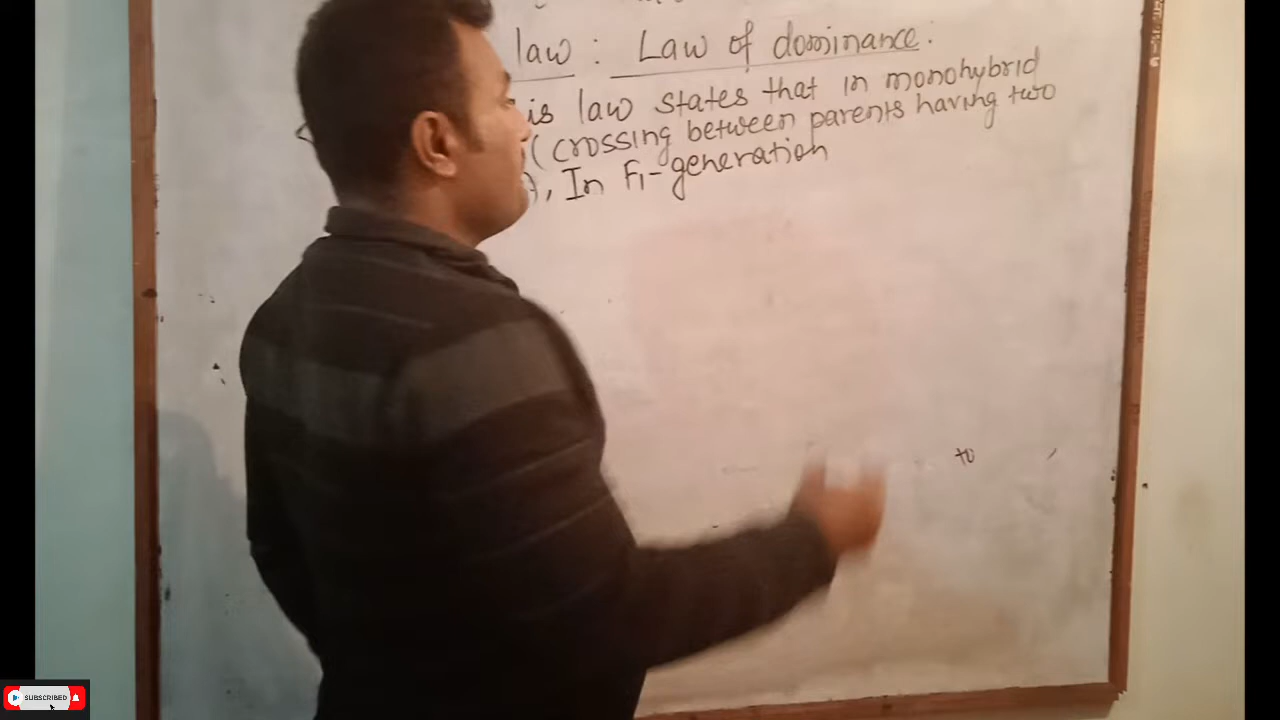 law : Law of dominance :
is law states that in monohybrid
( crossing between parents having two
), In F1-generation
to
SUBSCRIBED